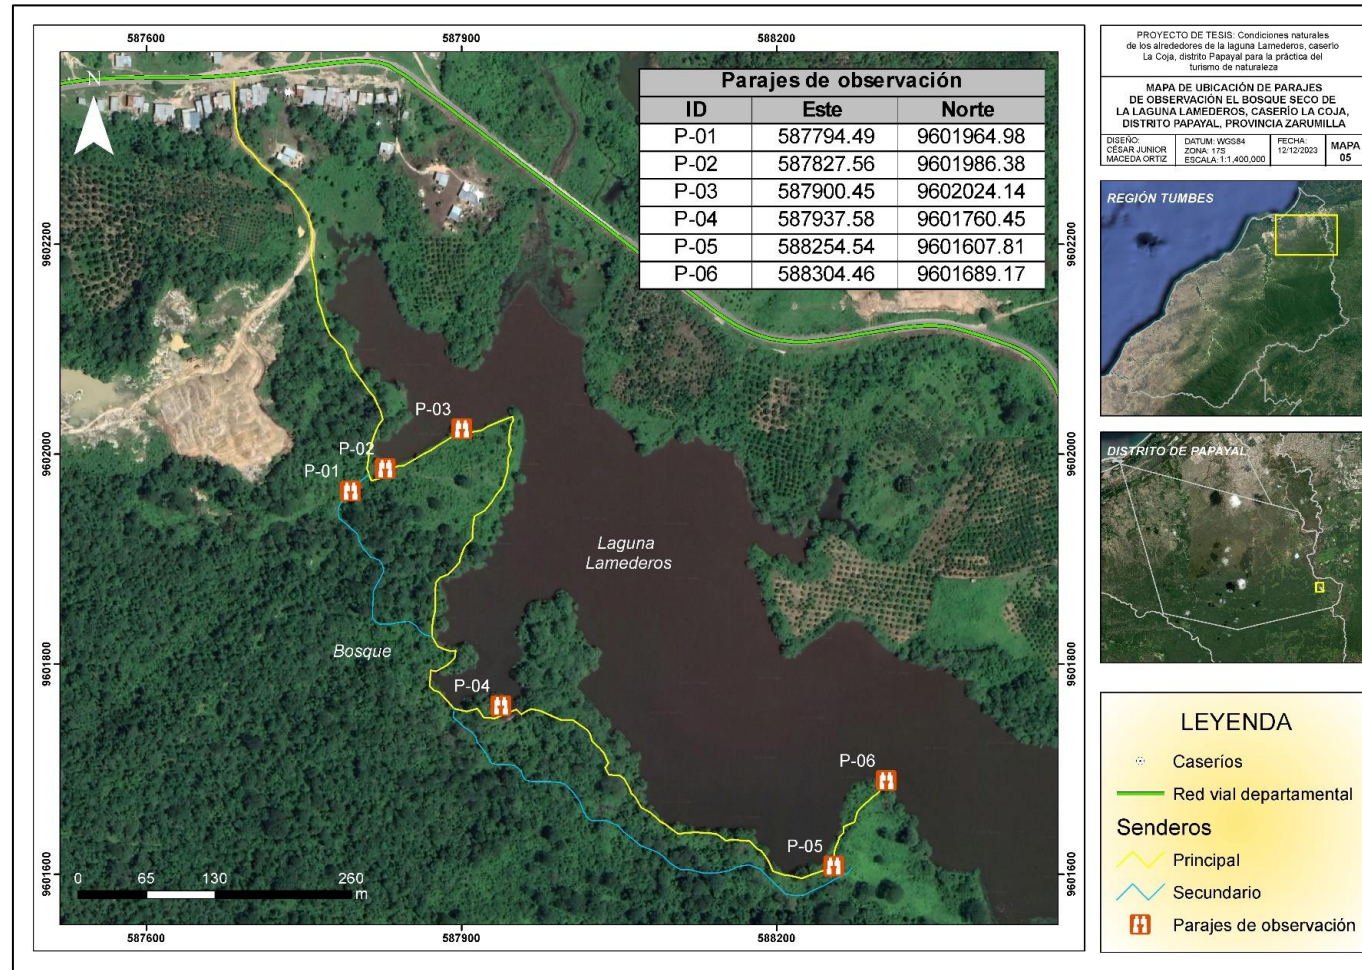 587600
587900
588200
9602200
9602000
9601800
9601600
N
Parajes de observación
ID Este Norte
P-01 587794.49 9601964.98
P-02 587827.56 9601986.38
P-03 587900.45 9602024.14
P-04 587937.58 9601760.45
P-05 588254.54 9601607.81
P-06 588304.46 9601689.17
P-03
P-02
P-01
Laguna
Lamederos
Bosque
P-04
P-06
P-05
0 65 130 260
m
9602200
9602000
9601800
9601600
587600
587900
588200
PROYECTO DE TESIS: Condiciones naturales
de los alrededores de la laguna Lamederos, caserío
La Coja, distrito Papayal para la práctica del
turismo de naturaleza
MAPA DE UBICACIÓN DE PARAJES
DE OBSERVACIÓN EL BOSQUE SECO DE
LA LAGUNA LAMEDEROS, CASERÍO LA COJA,
DISTRITO PAPAYAL, PROVINCIA ZARUMILLA
DISEÑO:
CÉSAR JUNIOR
MACEDA ORTIZ
DATUM: WGS84
ZONA: 17S
ESCALA: 1:1,400,000
FECHA:
12/12/2023
MAPA
05
REGIÓN TUMBES
DISTRITO DE PAPAYAL
LEYENDA
Caseríos
Red vial departamental
Senderos
Principal
Secundario
Parajes de observación